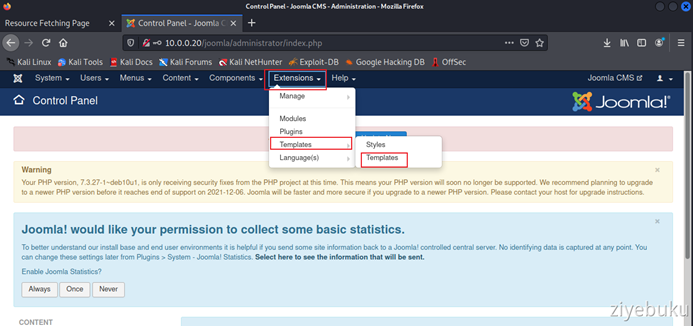 Control Panel - Joomla CMS - Administration - Mozilla Firefox
Resource Fetching Page
Control Panel - Joomla C
10.0.0.20/joomla/administrator/index.php
Kali Linux Kali Tools Kali Docs Kali Forums Kali NetHunter Exploit-DB Google Hacking DB OffSec
System Users Menus Content Components Extensions Help Joomla CMS
Control Panel
Joomla!
Manage
Modules
Plugins
Templates
Language(s)
Styles
Templates
Warning
Your PHP version, 7.3.27-1~deb10u1, is only receiving security fixes from the PHP project at this time. This means your PHP version will soon no longer be supported. We recommend planning to upgrade
to a newer PHP version before it reaches end of support on 2021-12-06. Joomla will be faster and more secure if you upgrade to a newer PHP version. Please contact your host for upgrade instructions.
Joomla! would like your permission to collect some basic statistics.
To better understand our install base and end user environments it is helpful if you send some site information back to a Joomla! controlled central server. No identifying data is captured at any point. You
can change these settings later from Plugins > System - Joomla! Statistics. Select here to see the information that will be sent.
Enable Joomla Statistics?
Always Once Never
CONTENT
ziyebuku